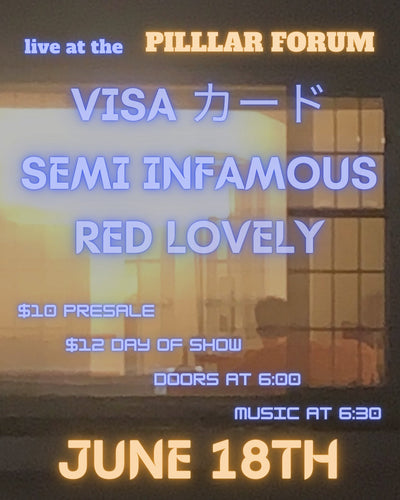 live at the PILLLAR FORUM
VISA カード
SEMI INFAMOUS
RED LOVELY
$10 PRESALE
$12 DAY OF SHOW
DOORS AT 6:00
MUSIC AT 6:30
JUNE 18TH